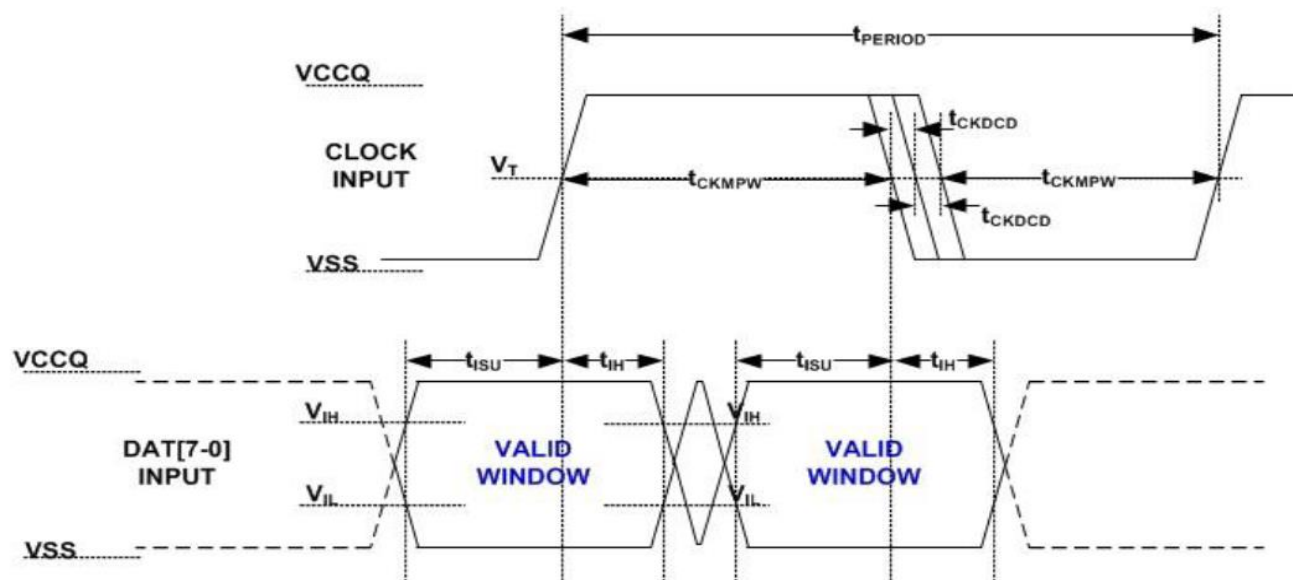 tPERIOD
VCCQ
tCKDCD
CLOCK
INPUT
VT
tCKMPW
tCKMPW
tCKDCD
VSS
VCCQ
tISU
tIH
tISU
tIH
VIH
VIH
DAT[7-0]
INPUT
VALID
WINDOW
VALID
WINDOW
VIL
VIL
VSS